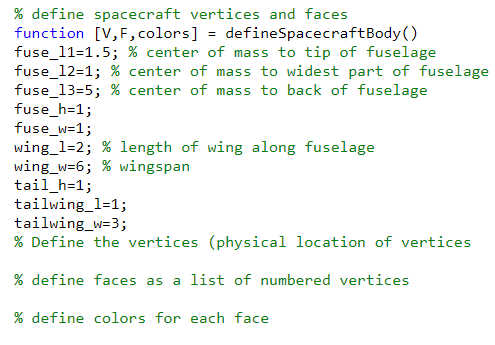 % define spacecraft vertices and faces
function [V,F,colors] = defineSpacecraftBody()
fuse_l1=1.5; % center of mass to tip of fuselage
fuse_l2=1; % center of mass to widest part of fuselage
fuse_l3=5; % center of mass to back of fuselage
fuse_h=1;
fuse_w=1;
wing_l=2; % length of wing along fuselage
wing_w=6; % wingspan
tail_h=1;
tailwing_l=1;
tailwing_w=3;
% Define the vertices (physical location of vertices
% define faces as a list of numbered vertices
% define colors for each face